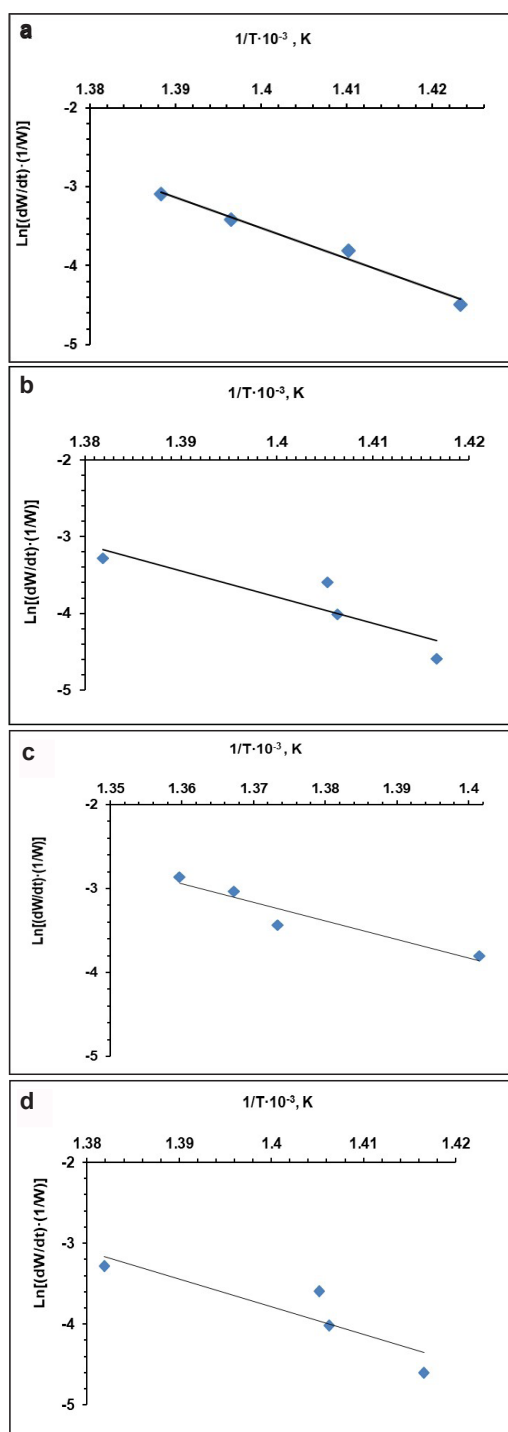 a
1/T·10⁻³ , K
1.38 1.39 1.4 1.41 1.42
-2
-3
-4
-5
Ln[(dW/dt)·(1/W)]
b
1/T·10⁻³, K
1.38 1.39 1.4 1.41 1.42
-2
-3
-4
-5
Ln[(dW/dt)·(1/W)]
c
1/T·10⁻³, K
1.35 1.36 1.37 1.38 1.39 1.4
-2
-3
-4
-5
Ln[(dW/dt)·(1/W)]
d
1/T·10⁻³, K
1.38 1.39 1.4 1.41 1.42
-2
-3
-4
-5
Ln[(dW/dt)·(1/W)]